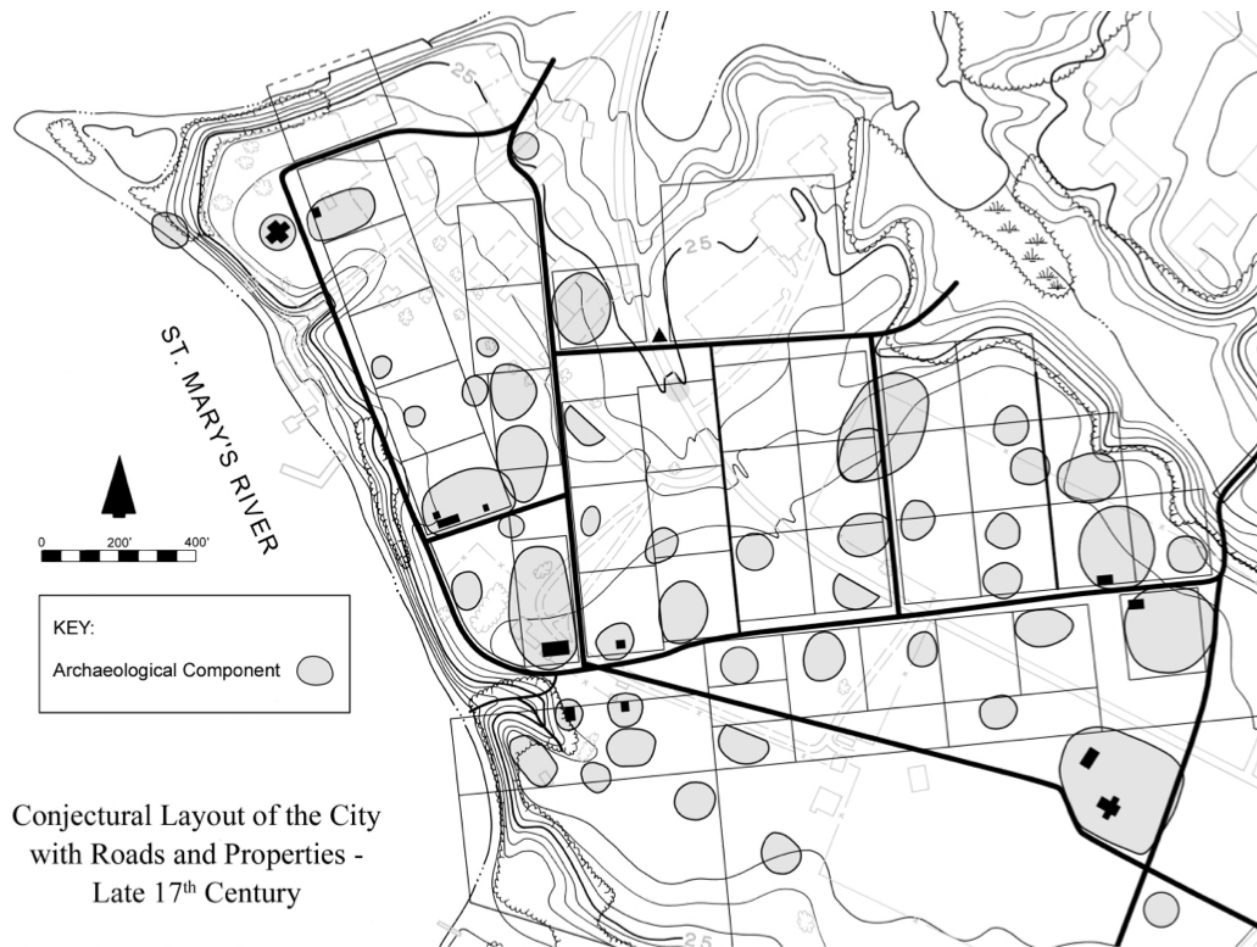 25
25
ST. MARY'S RIVER
0 200' 400'
KEY:
Archaeological Component
Conjectural Layout of the City
with Roads and Properties -
Late 17th Century
25